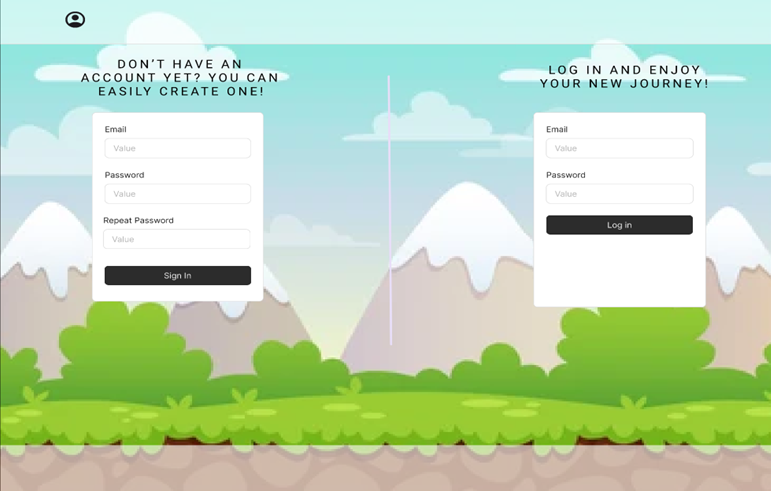 DON'T HAVE AN
ACCOUNT YET? YOU CAN
EASILY CREATE ONE!
Email
Value
Password
Value
Repeat Password
Value
Sign In
LOG IN AND ENJOY
YOUR NEW JOURNEY!
Email
Value
Password
Value
Log in